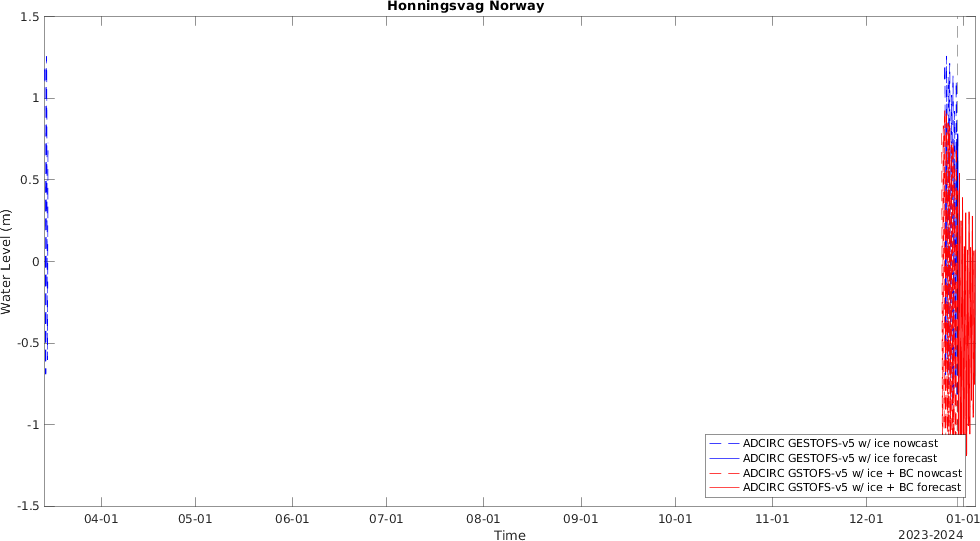 Honningsvag Norway
1.5
1
0.5
0
-0.5
-1
-1.5
Water Level (m)
ADCIRC GESTOFS-v5 w/ ice nowcast
ADCIRC GESTOFS-v5 w/ ice forecast
ADCIRC GSTOFS-v5 w/ ice + BC nowcast
ADCIRC GSTOFS-v5 w/ ice + BC forecast
04-01 05-01 06-01 07-01 08-01 09-01 10-01 11-01 12-01 01-01
Time
2023-2024